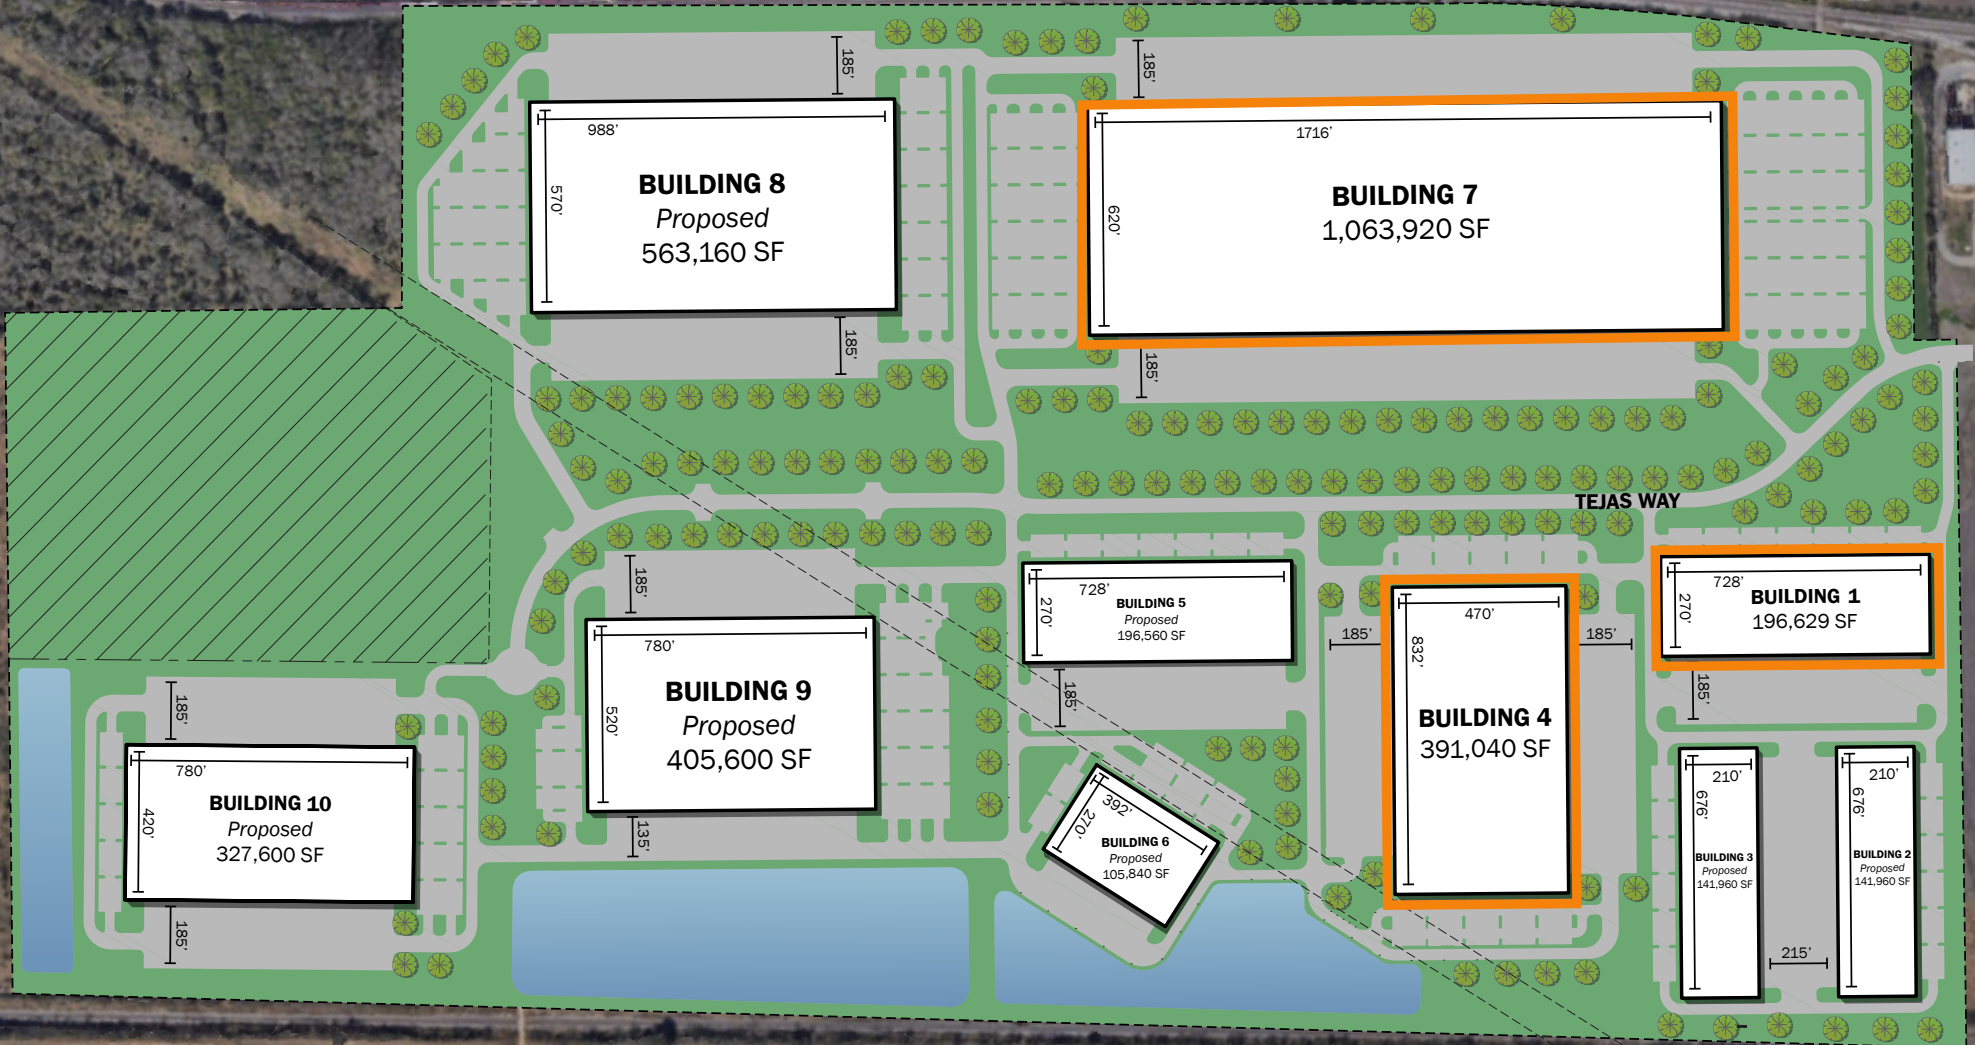 185'
988'
570'
BUILDING 8
Proposed
563,160 SF
185'
185'
1716'
620'
BUILDING 7
1,063,920 SF
185'
TEJAS WAY
185'
780'
420'
BUILDING 10
Proposed
327,600 SF
185'
185'
780'
520'
BUILDING 9
Proposed
405,600 SF
135'
728'
270'
BUILDING 5
Proposed
196,560 SF
185'
392'
270'
BUILDING 6
Proposed
105,840 SF
185'
470'
832'
BUILDING 4
391,040 SF
185'
728'
270'
BUILDING 1
196,629 SF
185'
210'
676'
BUILDING 3
Proposed
141,960 SF
215'
210'
676'
BUILDING 2
Proposed
141,960 SF